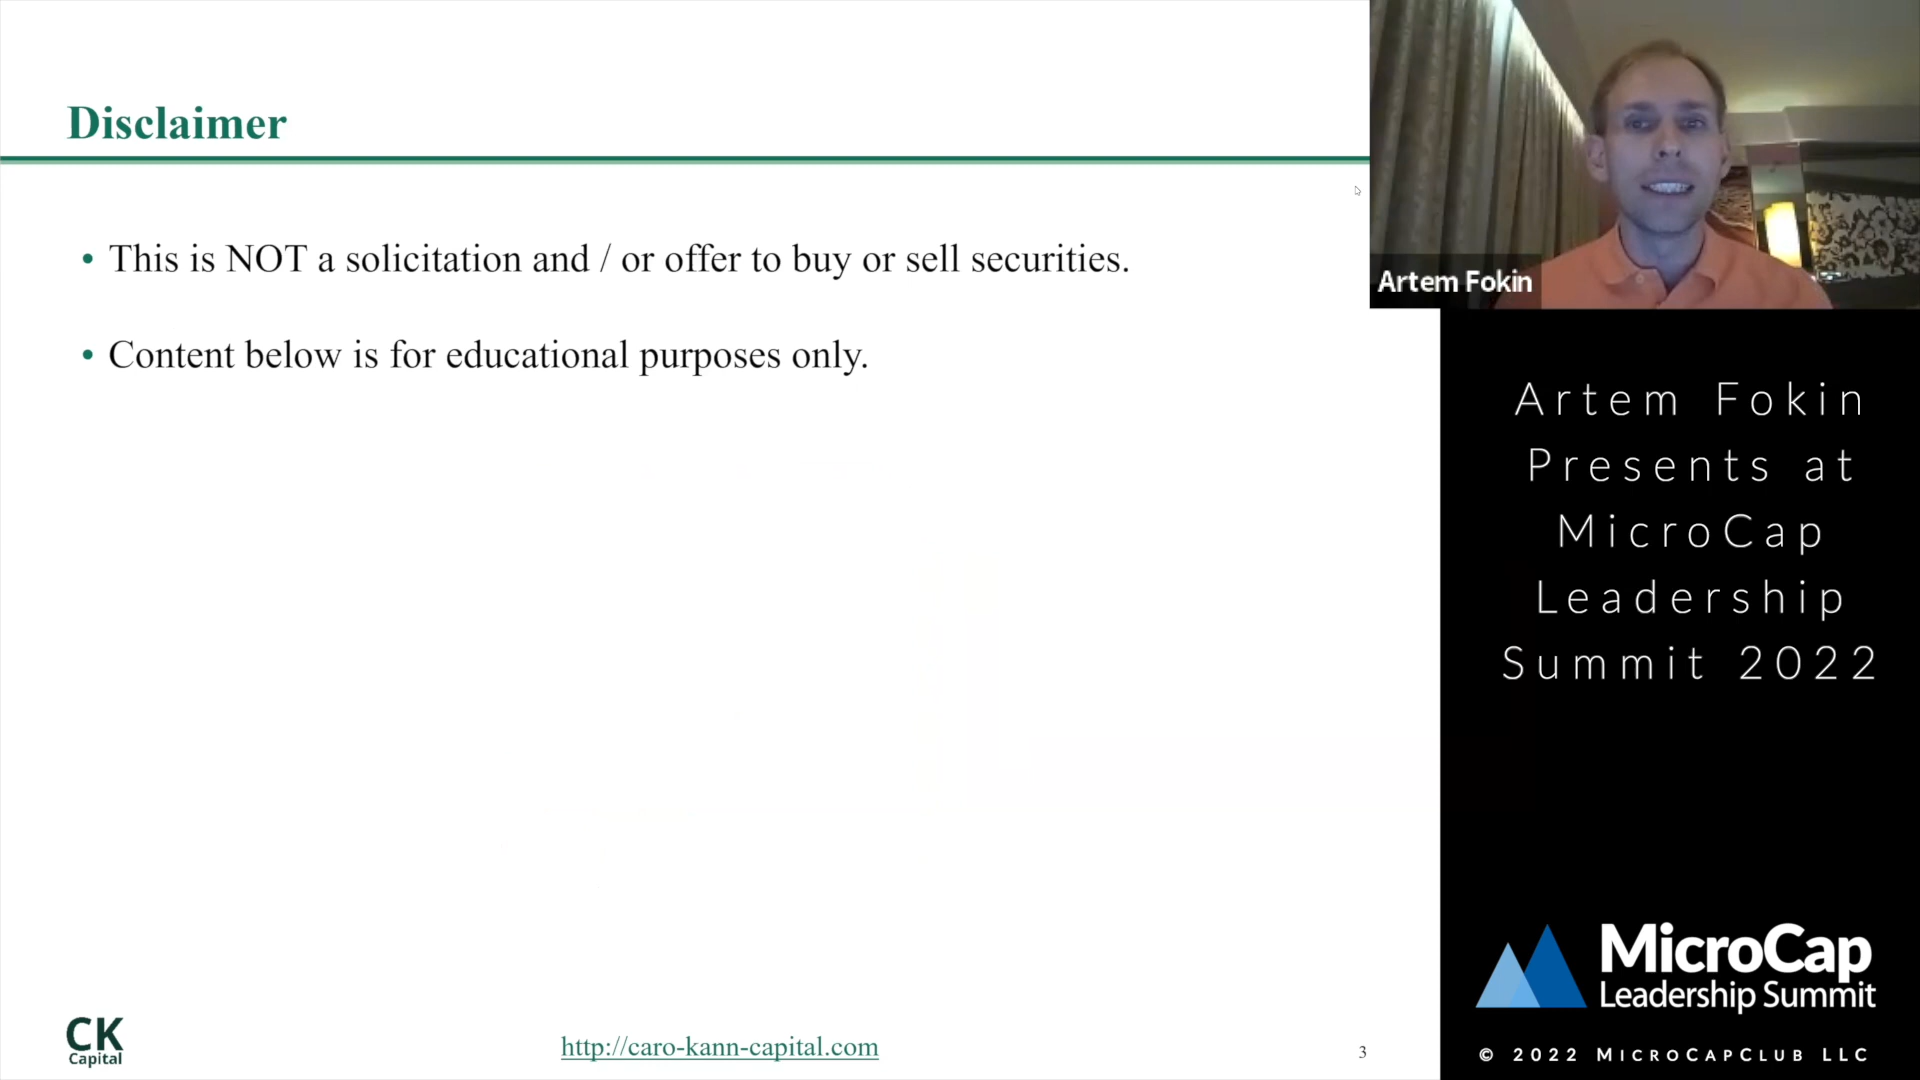 Disclaimer
• This is NOT a solicitation and / or offer to buy or sell securities.
• Content below is for educational purposes only.
CK
Capital
http://caro-kann-capital.com
3
Artem Fokin
Artem Fokin
Presents at
MicroCap
Leadership
Summit 2022
MicroCap
Leadership Summit
© 2022 MicroCapClub LLC